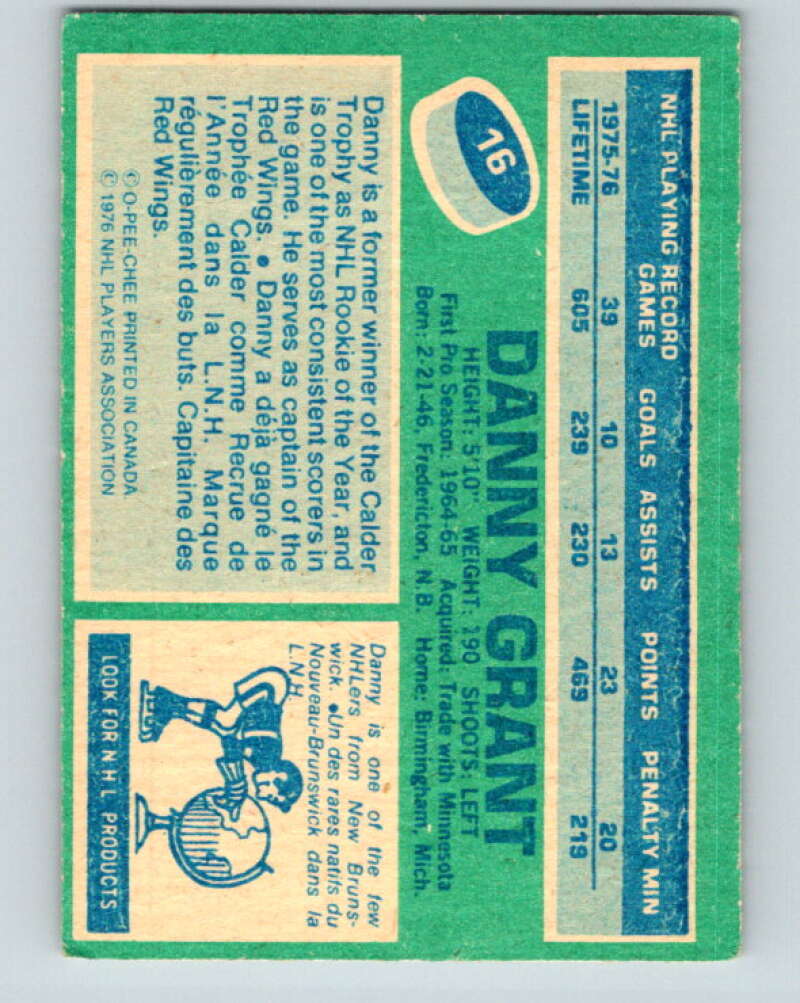 NHL PLAYING RECORD
GAMES GOALS ASSISTS POINTS PENALTY MIN
1975-76 39 10 13 23 20
LIFETIME 605 239 230 469 219
16
DANNY GRANT
HEIGHT: 5'10" WEIGHT: 190 SHOOTS: LEFT
First Pro Season: 1964-65 Acquired: Trade with Minnesota
Born: 2-21-46, Fredericton, N.B. Home: Birmingham, Mich.
Danny is a former winner of the Calder
Trophy as NHL Rookie of the Year, and
is one of the most consistent scorers in
the game. He serves as captain of the
Red Wings. • Danny a déjà gagné le
Trophée Calder comme Recrue de
l'Année dans la L.N.H. Marque
régulièrement des buts. Capitaine des
Red Wings.
© O-PEE-CHEE PRINTED IN CANADA
© 1976 NHL PLAYERS ASSOCIATION
Danny is one of the few
NHLers from New Bruns-
wick. •Un des rares natifs du
Nouveau-Brunswick dans la
L.N.H.
LOOK FOR N H L PRODUCTS